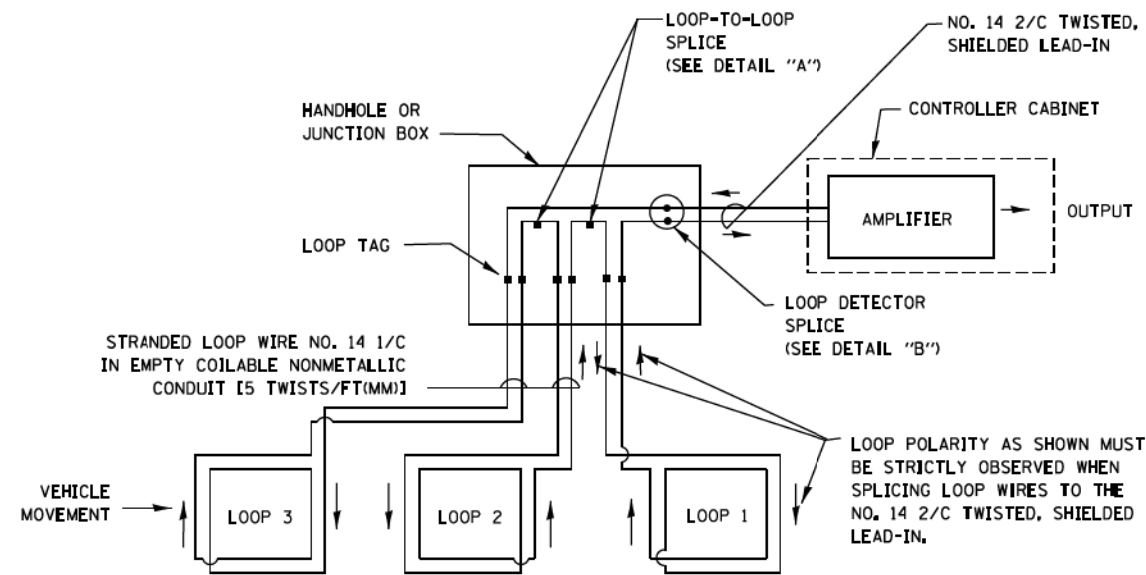 LOOP-TO-LOOP
SPLICE
(SEE DETAIL "A")
NO. 14 2/C TWISTED,
SHIELDED LEAD-IN
HANDHOLE OR
JUNCTION BOX
CONTROLLER CABINET
AMPLIFIER
OUTPUT
LOOP TAG
LOOP DETECTOR
SPLICE
(SEE DETAIL "B")
STRANDED LOOP WIRE NO. 14 1/C
IN EMPTY COILABLE NONMETALLIC
CONDUIT [5 TWISTS/FT(MM)]
LOOP POLARITY AS SHOWN MUST
BE STRICTLY OBSERVED WHEN
SPLICING LOOP WIRES TO THE
NO. 14 2/C TWISTED, SHIELDED
LEAD-IN.
VEHICLE
MOVEMENT
LOOP 3
LOOP 2
LOOP 1